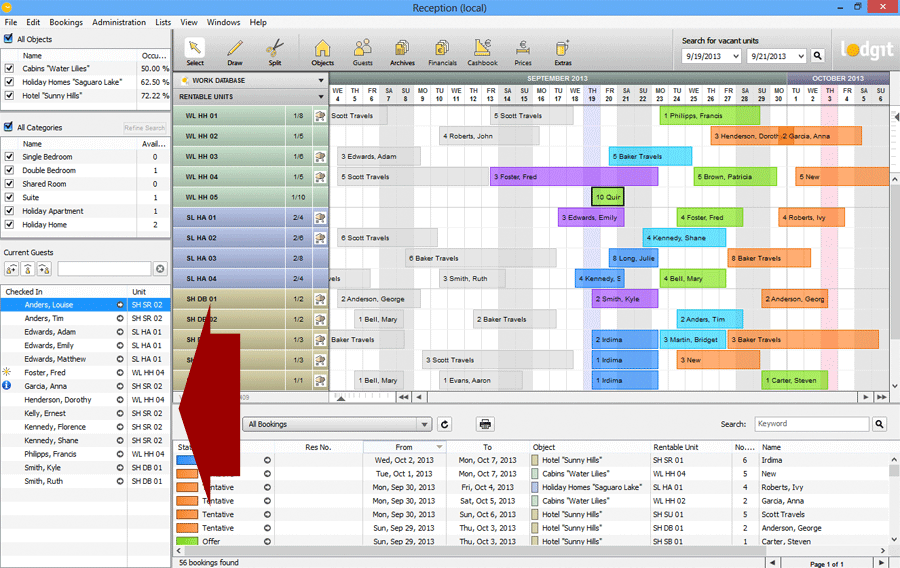 Reception (local)
File Edit Bookings Administration Lists View Windows Help
All Objects
Name Occu...
Cabins "Water Lilies" 50.00 %
Holiday Homes "Saguaro Lake" 62.50 %
Hotel "Sunny Hills" 72.22 %
All Categories Refine Search
Name Avai...
Single Bedroom 0
Double Bedroom 1
Shared Room 0
Suite 1
Holiday Apartment 1
Holiday Home 2
Current Guests
Checked In Unit
Anders, Louise SH SR 02
Anders, Tim SH SR 02
Edwards, Adam SL HA 01
Edwards, Emily SL HA 01
Edwards, Matthew SL HA 01
Foster, Fred WL HH 04
Garcia, Anna SH SR 02
Henderson, Dorothy WL HH 04
Kelly, Ernest SH SR 02
Kennedy, Florence SH SR 02
Kennedy, Shane SH SR 02
Philipps, Francis WL HH 04
Smith, Kyle SH DB 01
Smith, Ruth SH DB 01
Select Draw Split Objects Guests Archives Financials Cashbook Prices Extras
Search for vacant units
9/19/2013 9/21/2013
lodgit
WORK DATABASE
RENTABLE UNITS
SEPTEMBER 2013 OCTOBER 2013
WE TH FR SA SU MO TU WE TH FR SA SU MO TU WE TH FR SA SU MO TU WE TH FR SA SU MO TU WE TH FR SA SU
4 5 6 7 8 9 10 11 12 13 14 15 16 17 18 19 20 21 22 23 24 25 26 27 28 29 30 1 2 3 4 5 6
WL HH 01 1/8 Scott Travels 5 Scott Travels 1 Philipps, Francis
WL HH 02 1/5 4 Roberts, John 3 Henderson, Doroth 2 Garcia, Anna
WL HH 03 1/6 3 Edwards, Adam 5 Baker Travels
WL HH 04 1/5 5 Scott Travels 3 Foster, Fred 5 Brown, Patricia 5 New
WL HH 05 1/10 10 Quir
SL HA 01 2/4 3 Edwards, Emily 4 Foster, Fred 4 Roberts, Ivy
SL HA 02 2/6 6 Scott Travels 4 Kennedy, Shane
SL HA 03 2/8 6 Baker Travels 8 Long, Julie 8 Baker Travels
SL HA 04 2/4 3 Smith, Ruth 4 Kennedy, S 4 Bell, Mary
SH DB 01 1/2 2 Anderson, George 2 Smith, Kyle 2 Anderson, Georg
SH DB 02 1/2 1 Bell, Mary 2 Baker Travels 2 Anders, Tim
1/3 Baker Travels 2 Irdima 3 Martin, Bridget 3 Baker Travels
1/3 3 Scott Travels 1 Irdima 3 New
1/1 1 Bell, Mary 1 Evans, Aaron 1 Irdima 1 Carter, Steven
All Bookings Search: Keyword
Res No. From To Object Rentable Unit No.... Name
Wed, Oct 2, 2013 Mon, Oct 7, 2013 Hotel "Sunny Hills" SH SR 01 6 Irdima
Tue, Oct 1, 2013 Mon, Oct 7, 2013 Cabins "Water Lilies" WL HH 04 5 New
Tentative Mon, Sep 30, 2013 Fri, Oct 4, 2013 Holiday Homes "Saguaro Lake" SL HA 01 4 Roberts, Ivy
Tentative Mon, Sep 30, 2013 Sat, Oct 5, 2013 Cabins "Water Lilies" WL HH 02 2 Garcia, Anna
Tentative Mon, Sep 30, 2013 Sun, Oct 6, 2013 Hotel "Sunny Hills" SH SU 01 5 Scott Travels
Tentative Sun, Sep 29, 2013 Thu, Oct 3, 2013 Hotel "Sunny Hills" SH DB 01 2 Anderson, George
Offer Sun, Sep 29, 2013 Thu, Oct 3, 2013 Hotel "Sunny Hills" SH SB 01 1 Carter, Steven
56 bookings found Page 1 of 1